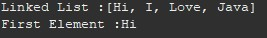 Linked List :[Hi, I, Love, Java]
First Element :Hi